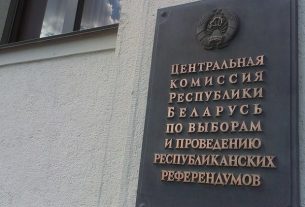 ЦЕНТРАЛЬНАЯ
КОМИССИЯ
РЕСПУБЛИКИ
БЕЛАРУСЬ
ПО ВЫБОРАМ
И ПРОВЕДЕНИЮ
РЕСПУБЛИКАНСКИХ
РЕФЕРЕНДУМОВ